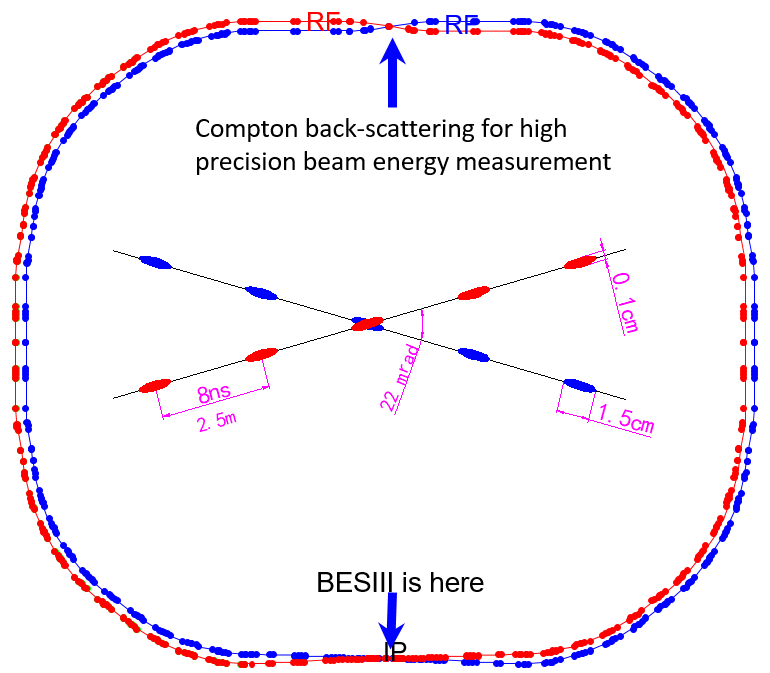 RF RF
Compton back-scattering for high
precision beam energy measurement
0.1cm
22 mrad
8ns
2.5m
1.5cm
BESIII is here
IP